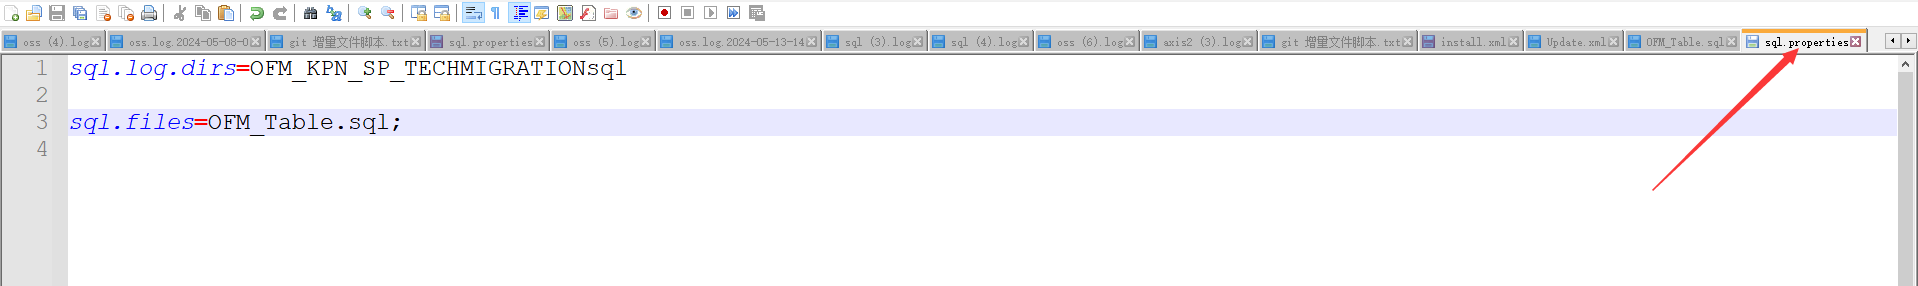 oss (4).log oss.log.2024-05-08-0 git 增量文件脚本.txt sql.properties oss (5).log oss.log.2024-05-13-14 sql (3).log sql (4).log oss (6).log axis2 (3).log git 增量文件脚本.txt install.xml Update.xml OFM_Table.sql sql.properties
1 sql.log.dirs=OFM_KPN_SP_TECHMIGRATIONsql
2
3 sql.files=OFM_Table.sql;
4